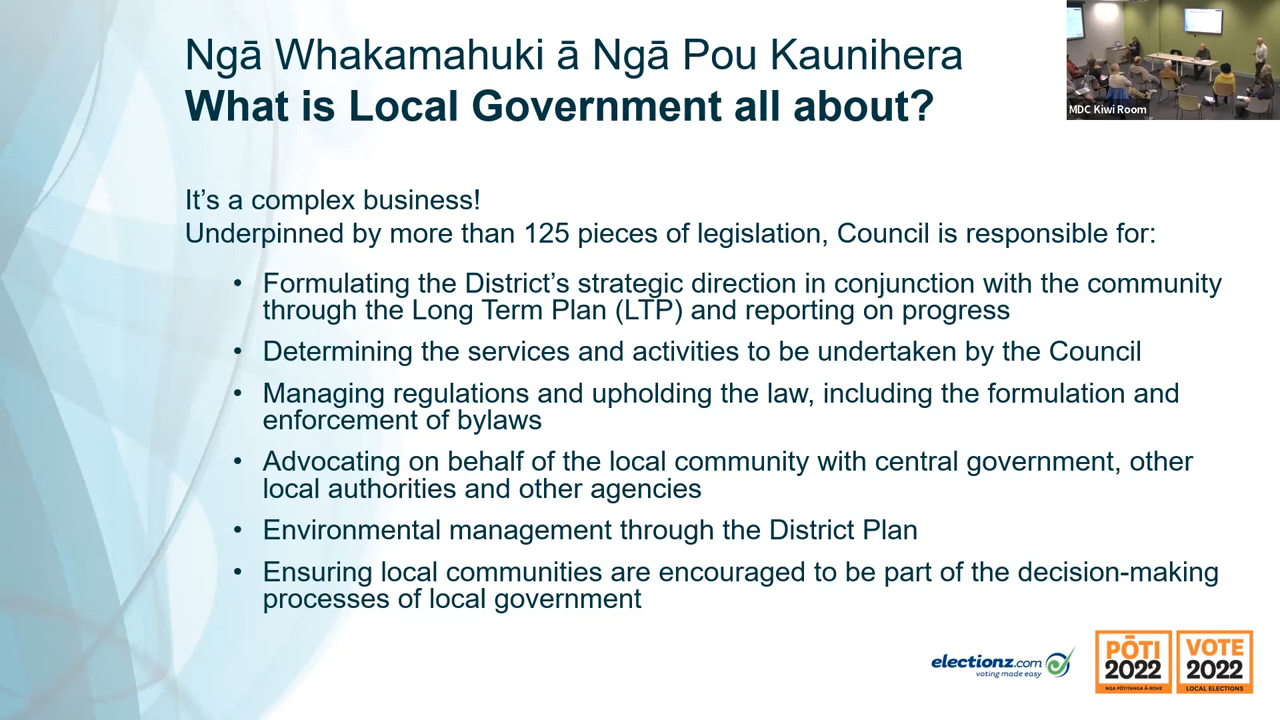 Ngā Whakamahuki ā Ngā Pou Kaunihera
What is Local Government all about?
MDC Kiwi Room
It's a complex business!
Underpinned by more than 125 pieces of legislation, Council is responsible for:
• Formulating the District's strategic direction in conjunction with the community
through the Long Term Plan (LTP) and reporting on progress
• Determining the services and activities to be undertaken by the Council
• Managing regulations and upholding the law, including the formulation and
enforcement of bylaws
• Advocating on behalf of the local community with central government, other
local authorities and other agencies
• Environmental management through the District Plan
• Ensuring local communities are encouraged to be part of the decision-making
processes of local government
electionz.com
voting made easy
PŌTI
2022
NGA PŌTITANGA Ā-ROHE
VOTE
2022
LOCAL ELECTIONS